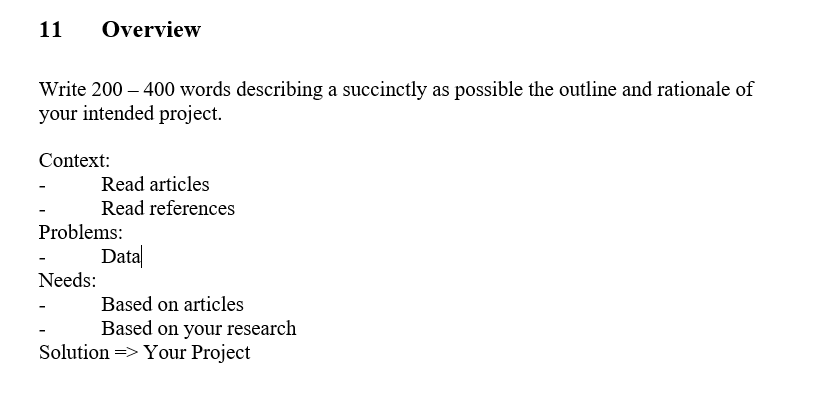 11 Overview
Write 200 – 400 words describing a succinctly as possible the outline and rationale of
your intended project.
Context:
- Read articles
- Read references
Problems:
- Data
Needs:
- Based on articles
- Based on your research
Solution => Your Project